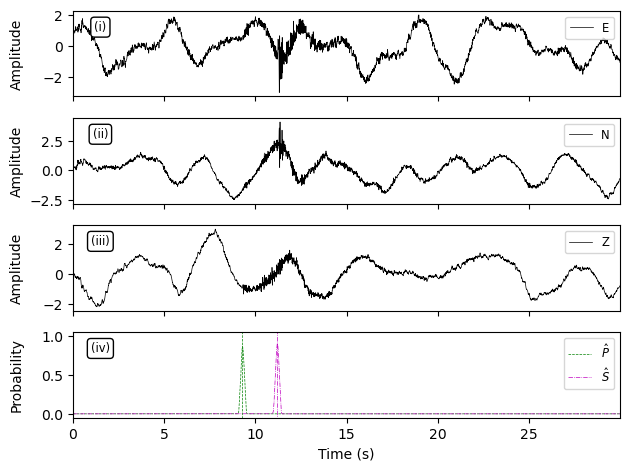 2
0
−2
Amplitude
(i)
E
2.5
0.0
−2.5
Amplitude
(ii)
N
2
0
−2
Amplitude
(iii)
Z
1.0
0.5
0.0
Probability
(iv)
P̂
Ŝ
0 5 10 15 20 25
Time (s)